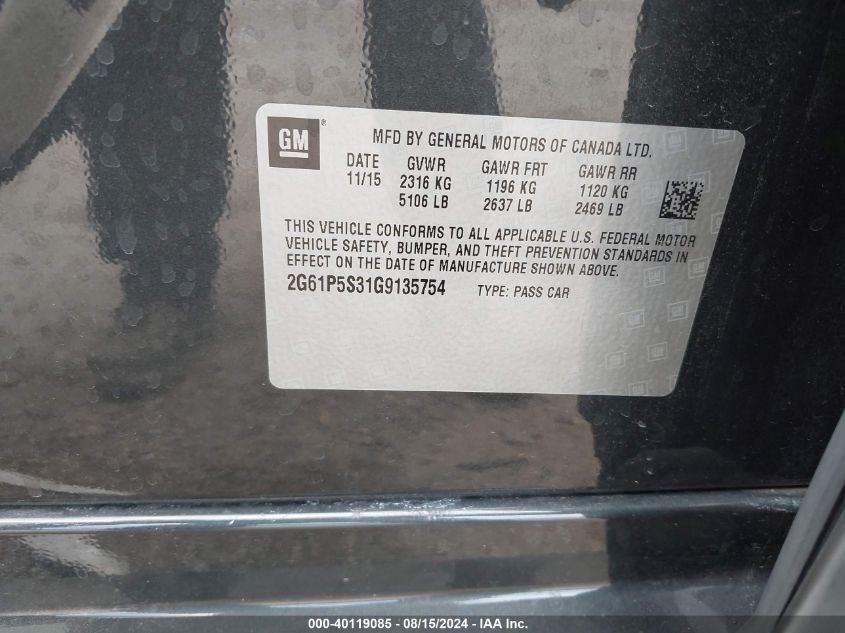 GM®
MFD BY GENERAL MOTORS OF CANADA LTD.
DATE GVWR GAWR FRT GAWR RR
11/15 2316 KG 1196 KG 1120 KG
5106 LB 2637 LB 2469 LB
THIS VEHICLE CONFORMS TO ALL APPLICABLE U.S. FEDERAL MOTOR
VEHICLE SAFETY, BUMPER, AND THEFT PREVENTION STANDARDS IN
EFFECT ON THE DATE OF MANUFACTURE SHOWN ABOVE.
2G61P5S31G9135754 TYPE: PASS CAR
000-40119085 - 08/15/2024 - IAA Inc.